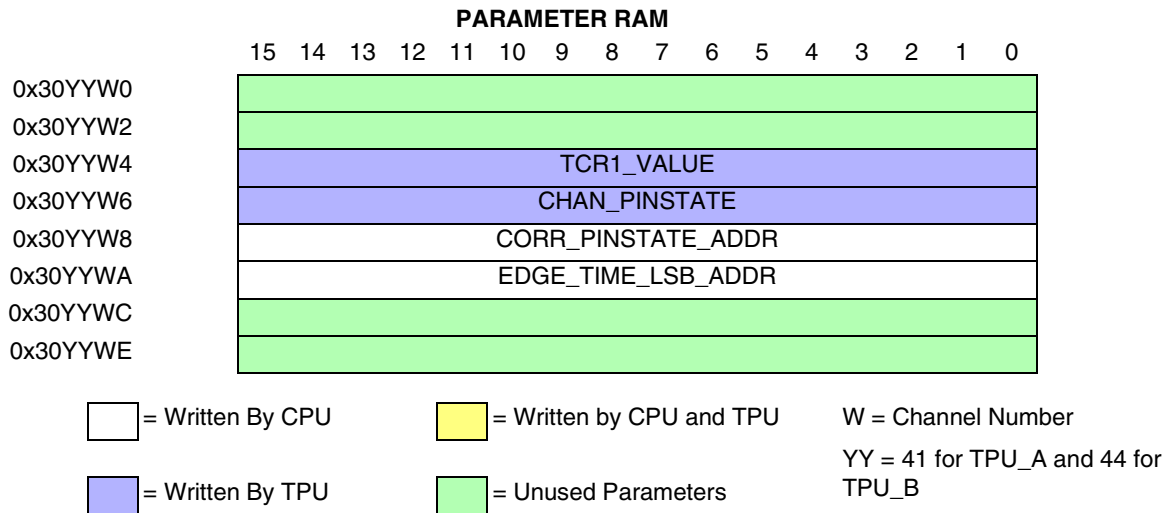 PARAMETER RAM
15 14 13 12 11 10 9 8 7 6 5 4 3 2 1 0
0x30YYW0
0x30YYW2
0x30YYW4 TCR1_VALUE
0x30YYW6 CHAN_PINSTATE
0x30YYW8 CORR_PINSTATE_ADDR
0x30YYWA EDGE_TIME_LSB_ADDR
0x30YYWC
0x30YYWE
= Written By CPU = Written by CPU and TPU W = Channel Number
= Written By TPU = Unused Parameters YY = 41 for TPU_A and 44 for
TPU_B